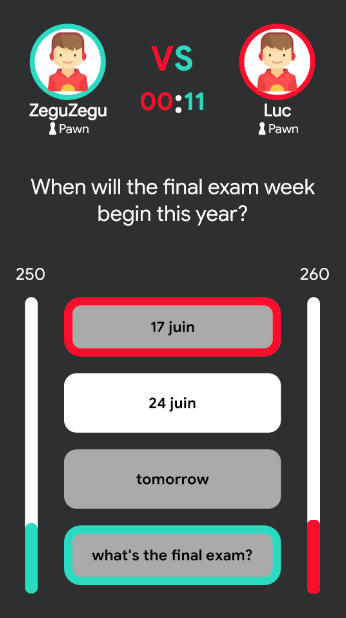 VS
00:11
ZeguZegu
Luc
Pawn
Pawn
When will the final exam week
begin this year?
250
260
17 juin
24 juin
tomorrow
what's the final exam?